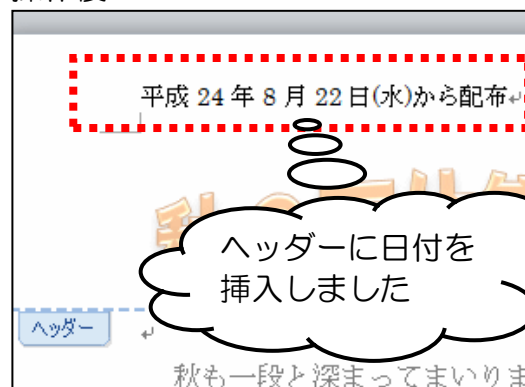 平成 24 年 8 月 22 日(水)から配布
ヘッダーに日付を
挿入しました
ヘッダー
秋も一段と深まってまいりま